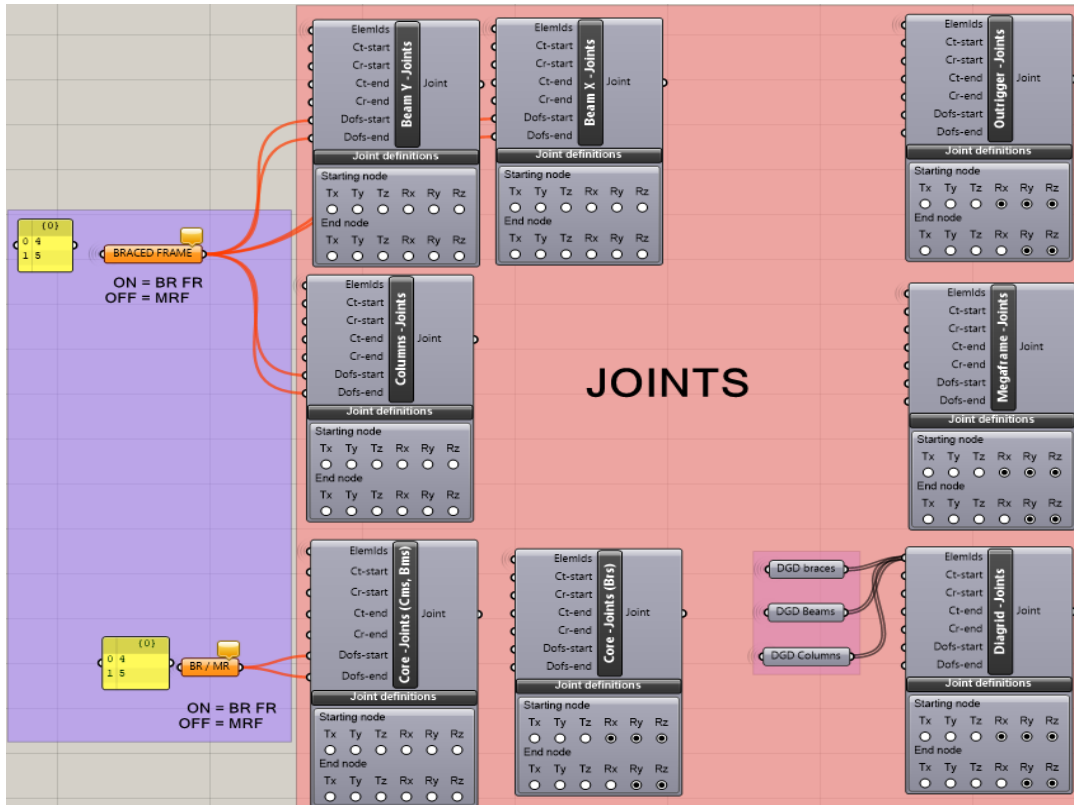 ElemIds
Ct-start
Cr-start
Ct-end
Cr-end
Dofs-start
Dofs-end
Beam Y -Joints
Joint
Joint definitions
Starting node
Tx Ty Tz Rx Ry Rz
End node
Tx Ty Tz Rx Ry Rz
ElemIds
Ct-start
Cr-start
Ct-end
Cr-end
Dofs-start
Dofs-end
Beam X -Joints
Joint
Joint definitions
Starting node
Tx Ty Tz Rx Ry Rz
End node
Tx Ty Tz Rx Ry Rz
ElemIds
Ct-start
Cr-start
Ct-end
Cr-end
Dofs-start
Dofs-end
Outrigger -Joints
Joint
Joint definitions
Starting node
Tx Ty Tz Rx Ry Rz
End node
Tx Ty Tz Rx Ry Rz
{0}
0 4
1 5
BRACED FRAME
ON = BR FR
OFF = MRF
ElemIds
Ct-start
Cr-start
Ct-end
Cr-end
Dofs-start
Dofs-end
Columns -Joints
Joint
Joint definitions
Starting node
Tx Ty Tz Rx Ry Rz
End node
Tx Ty Tz Rx Ry Rz
JOINTS
ElemIds
Ct-start
Cr-start
Ct-end
Cr-end
Dofs-start
Dofs-end
Megaframe -Joints
Joint
Joint definitions
Starting node
Tx Ty Tz Rx Ry Rz
End node
Tx Ty Tz Rx Ry Rz
{0}
0 4
1 5
BR / MR
ON = BR FR
OFF = MRF
ElemIds
Ct-start
Cr-start
Ct-end
Cr-end
Dofs-start
Dofs-end
Core -Joints (Cms, Bms)
Joint
Joint definitions
Starting node
Tx Ty Tz Rx Ry Rz
End node
Tx Ty Tz Rx Ry Rz
ElemIds
Ct-start
Cr-start
Ct-end
Cr-end
Dofs-start
Dofs-end
Core -Joints (Brs)
Joint
Joint definitions
Starting node
Tx Ty Tz Rx Ry Rz
End node
Tx Ty Tz Rx Ry Rz
DGD braces
DGD Beams
DGD Columns
ElemIds
Ct-start
Cr-start
Ct-end
Cr-end
Dofs-start
Dofs-end
Diagrid -Joints
Joint
Joint definitions
Starting node
Tx Ty Tz Rx Ry Rz
End node
Tx Ty Tz Rx Ry Rz